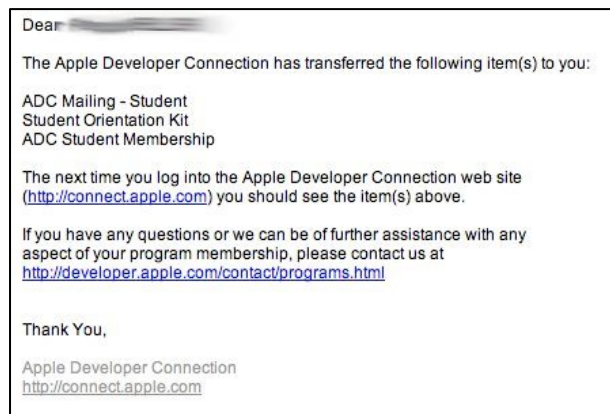 Dear
The Apple Developer Connection has transferred the following item(s) to you:
ADC Mailing - Student
Student Orientation Kit
ADC Student Membership
The next time you log into the Apple Developer Connection web site
(http://connect.apple.com) you should see the item(s) above.
If you have any questions or we can be of further assistance with any
aspect of your program membership, please contact us at
http://developer.apple.com/contact/programs.html
Thank You,
Apple Developer Connection
http://connect.apple.com